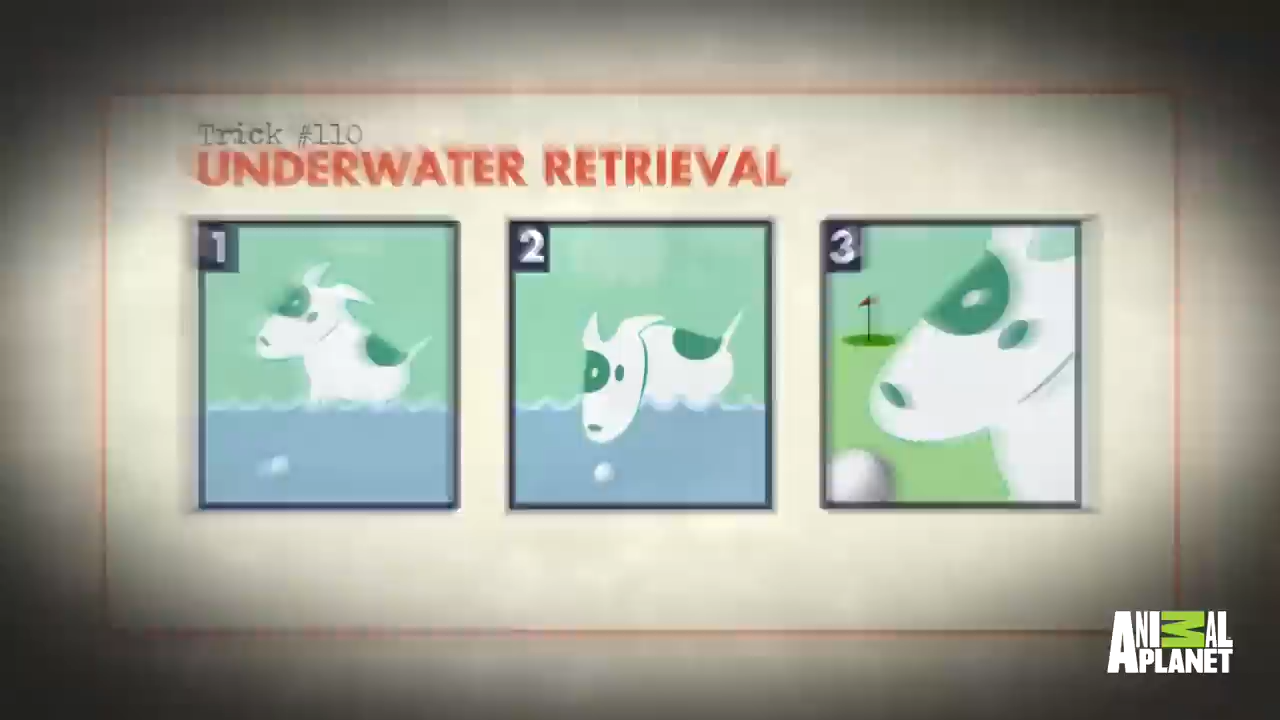 Trick #110
UNDERWATER RETRIEVAL
1
2
3
ANIMAL
PLANET